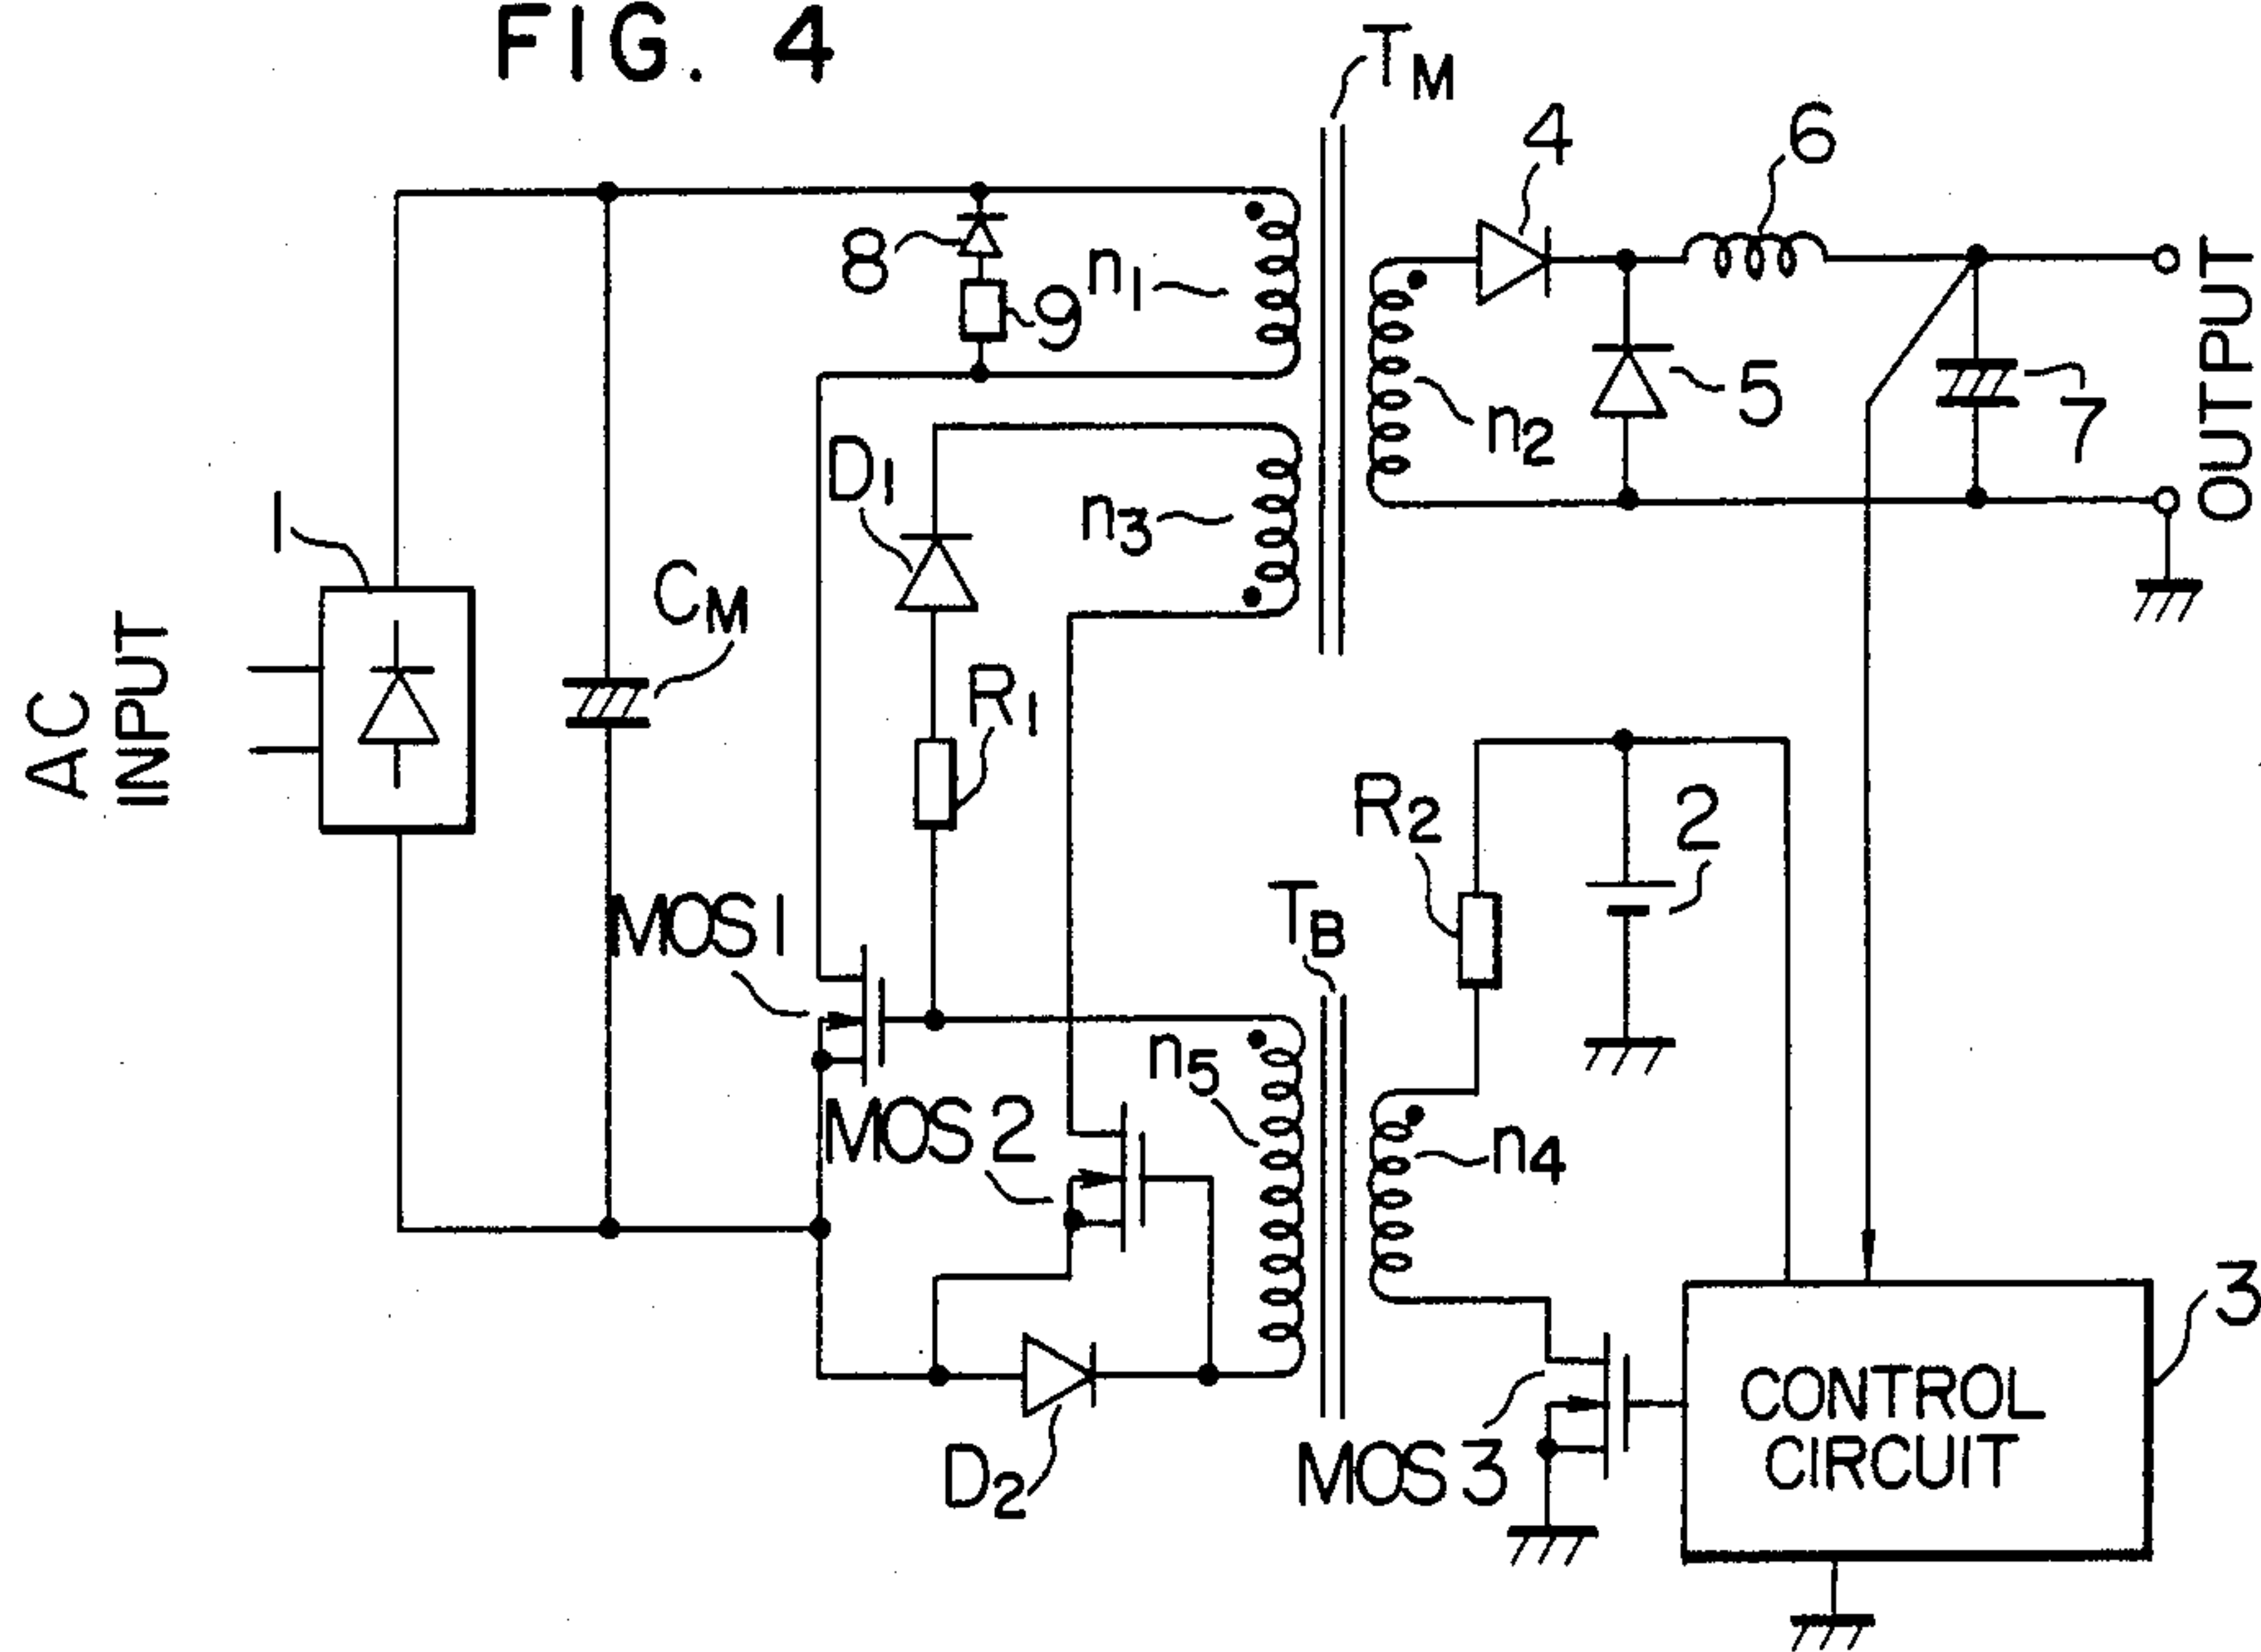 FIG. 4
TM
4
6
8
9
n1
n2
5
7
OUTPUT
D1
n3
1
CM
AC
INPUT
R1
R2
2
MOS1
TB
n5
MOS2
n4
3
D2
MOS3
CONTROL
CIRCUIT